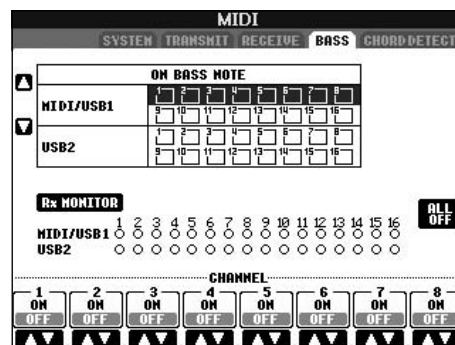 MIDI
SYSTEM TRANSMIT RECEIVE BASS CHORD DETECT
ON BASS NOTE
MIDI/USB1
1 2 3 4 5 6 7 8
9 10 11 12 13 14 15 16
USB2
1 2 3 4 5 6 7 8
9 10 11 12 13 14 15 16
Rx MONITOR
ALL OFF
1 2 3 4 5 6 7 8 9 10 11 12 13 14 15 16
MIDI/USB1
USB2
CHANNEL
1 2 3 4 5 6 7 8
ON ON ON ON ON ON ON ON
OFF OFF OFF OFF OFF OFF OFF OFF